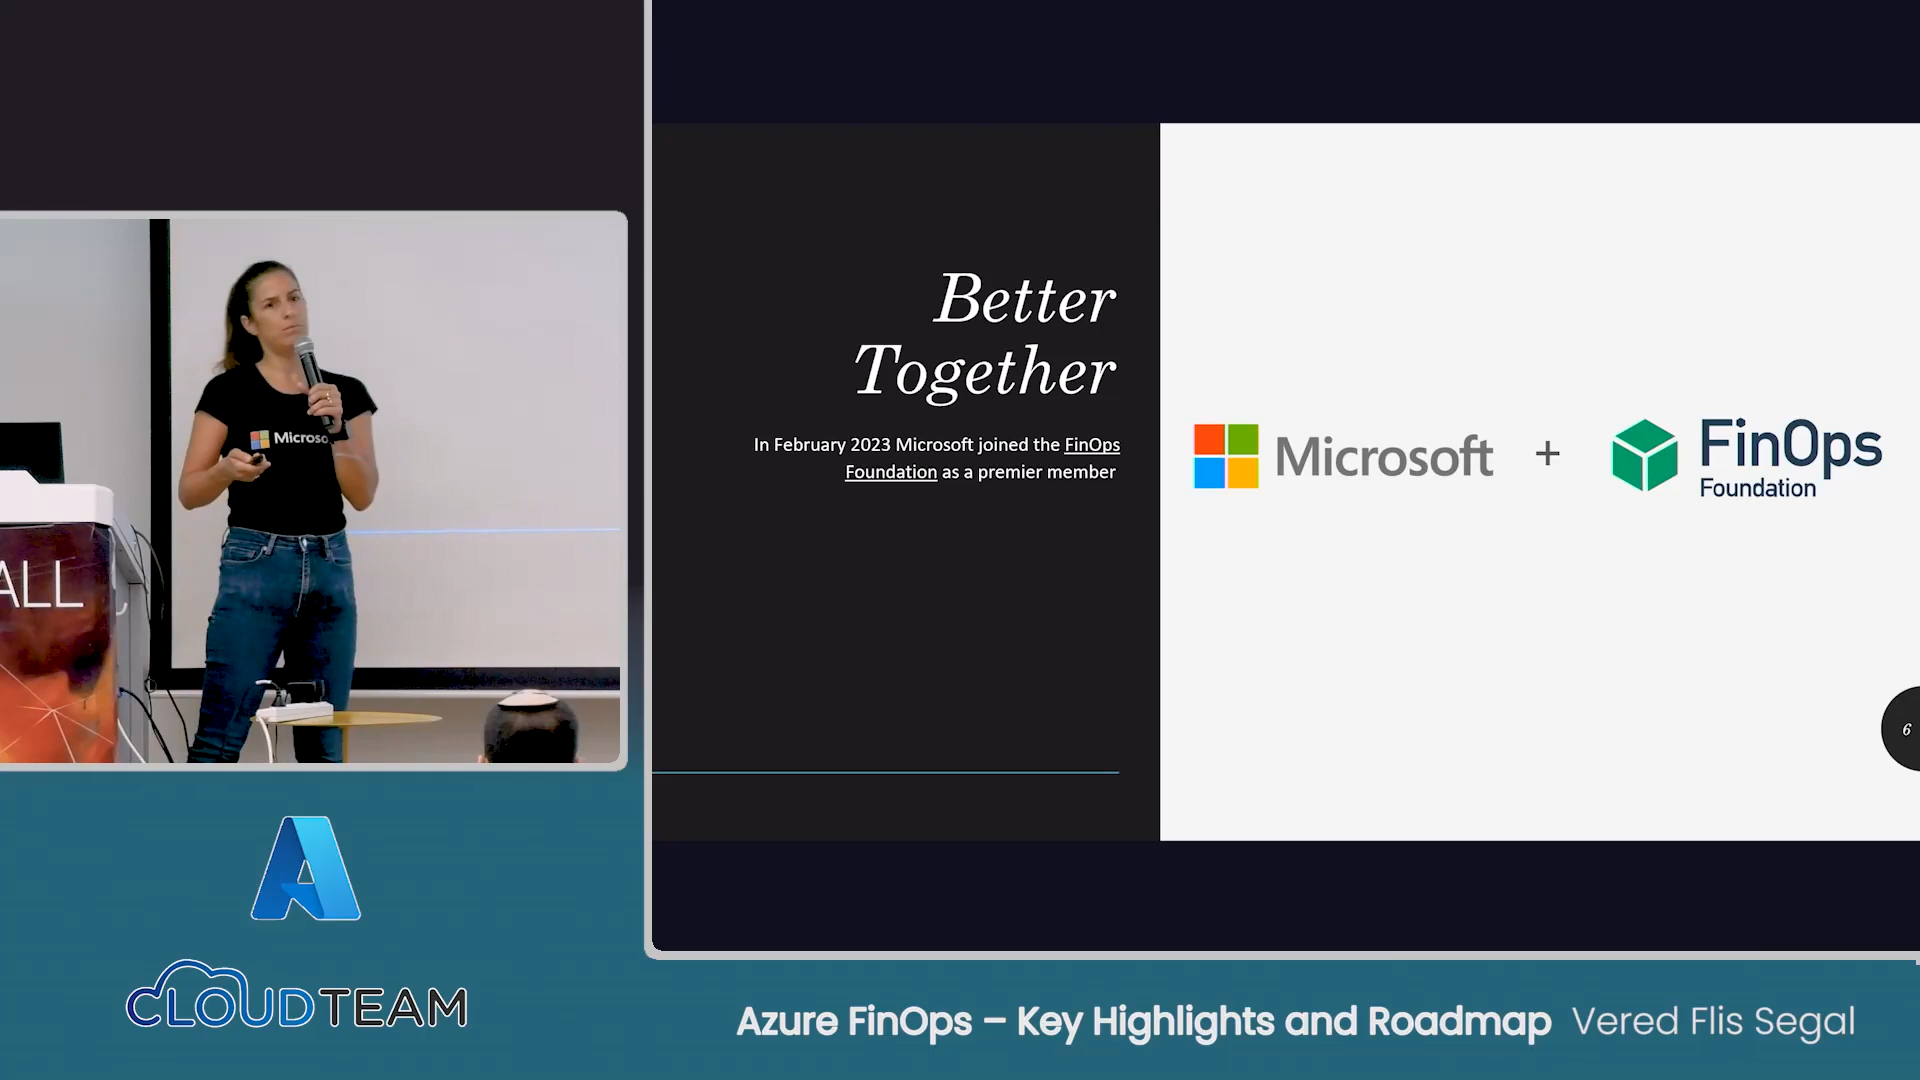 Better
Together
In February 2023 Microsoft joined the FinOps
Foundation as a premier member
Microsoft + FinOps
Foundation
6
Microso
ALL
CLOUDTEAM
Azure FinOps – Key Highlights and Roadmap Vered Flis Segal